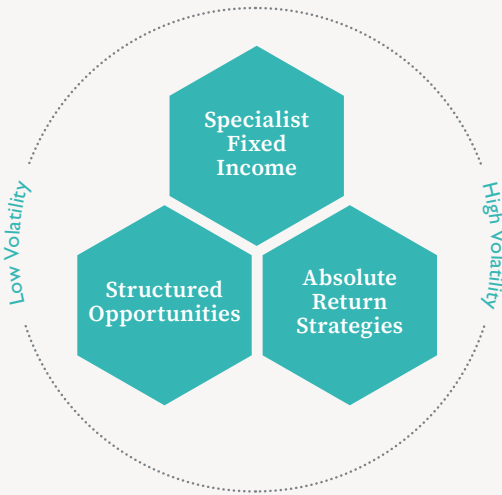 Specialist
Fixed
Income
Low Volatility
High Volatility
Structured
Opportunities
Absolute
Return
Strategies